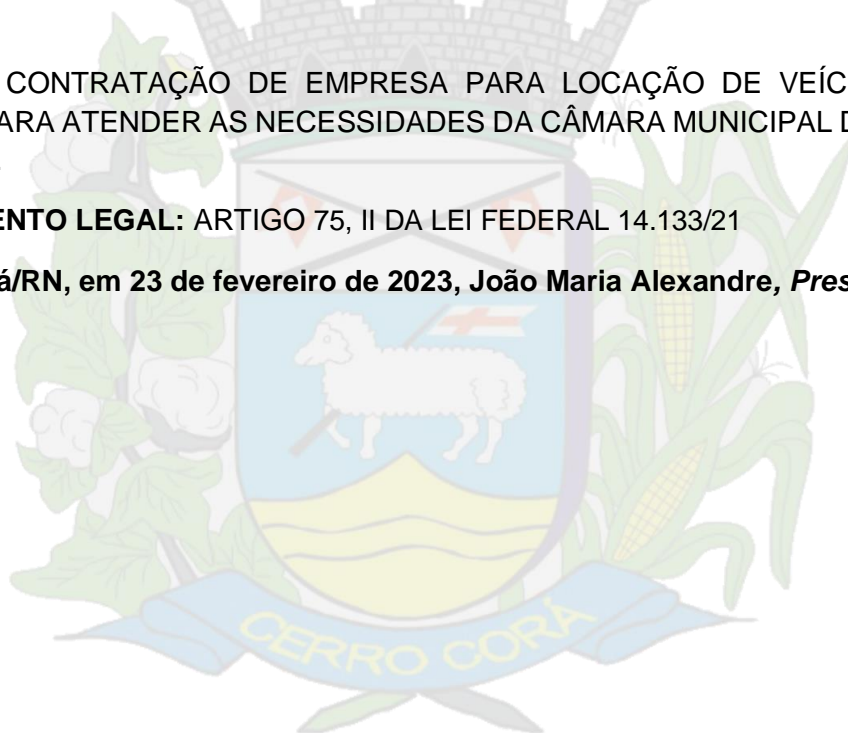 CONTRATAÇÃO DE EMPRESA PARA LOCAÇÃO DE VEÍC
ARA ATENDER AS NECESSIDADES DA CÂMARA MUNICIPAL D
ENTO LEGAL: ARTIGO 75, II DA LEI FEDERAL 14.133/21
á/RN, em 23 de fevereiro de 2023, João Maria Alexandre, Pres
CERRO CORÁ